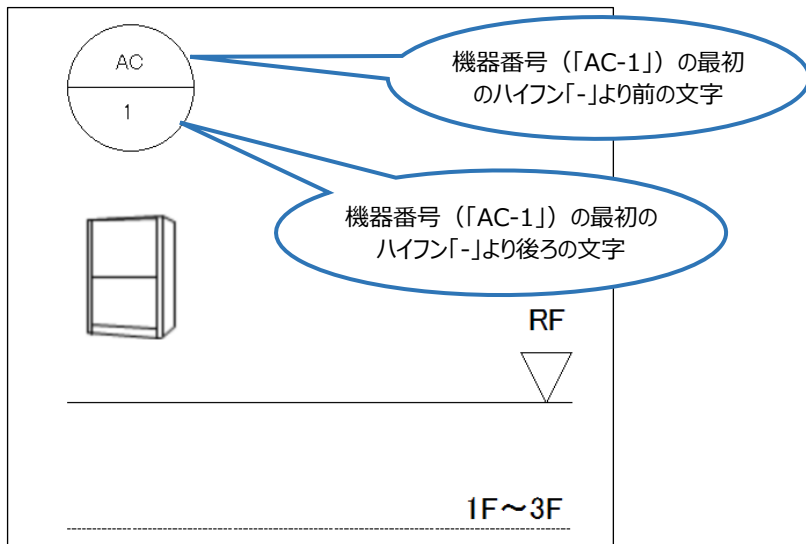 AC
1
機器番号（「AC-1」）の最初
のハイフン「-」より前の文字
機器番号（「AC-1」）の最初の
ハイフン「-」より後ろの文字
RF
1F～3F